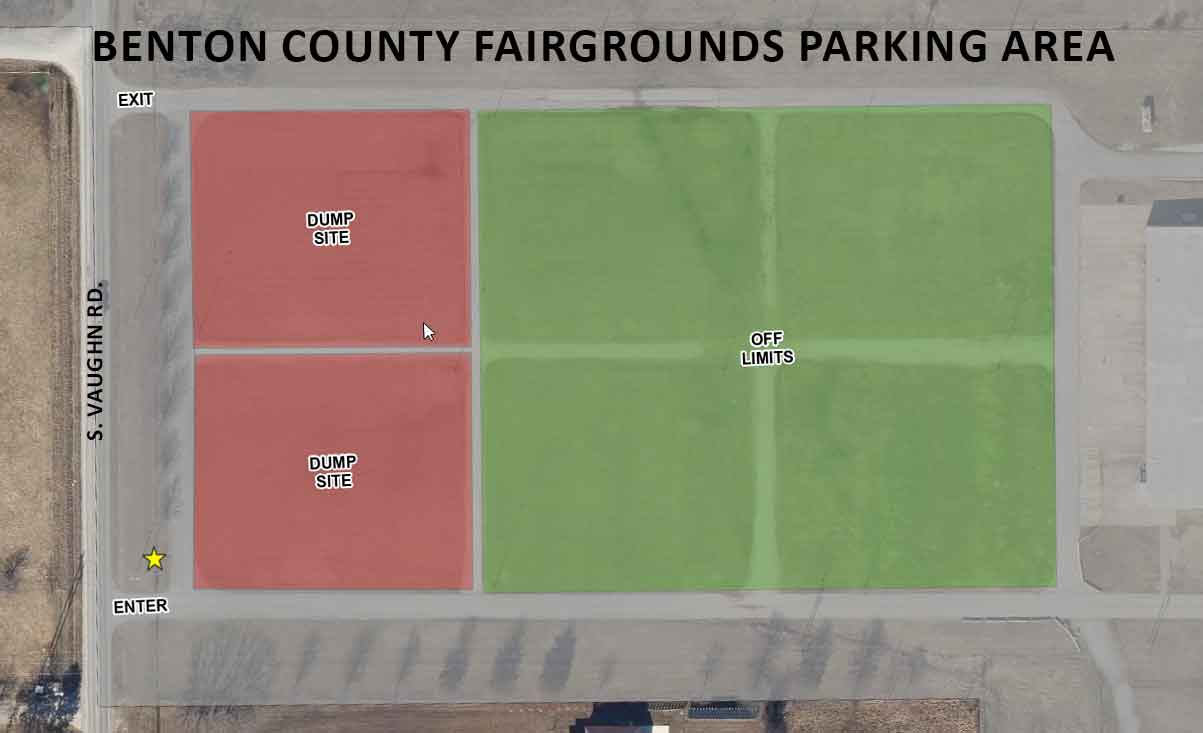 BENTON COUNTY FAIRGROUNDS PARKING AREA
EXIT
DUMP
SITE
OFF
LIMITS
S. VAUGHN RD.
DUMP
SITE
ENTER